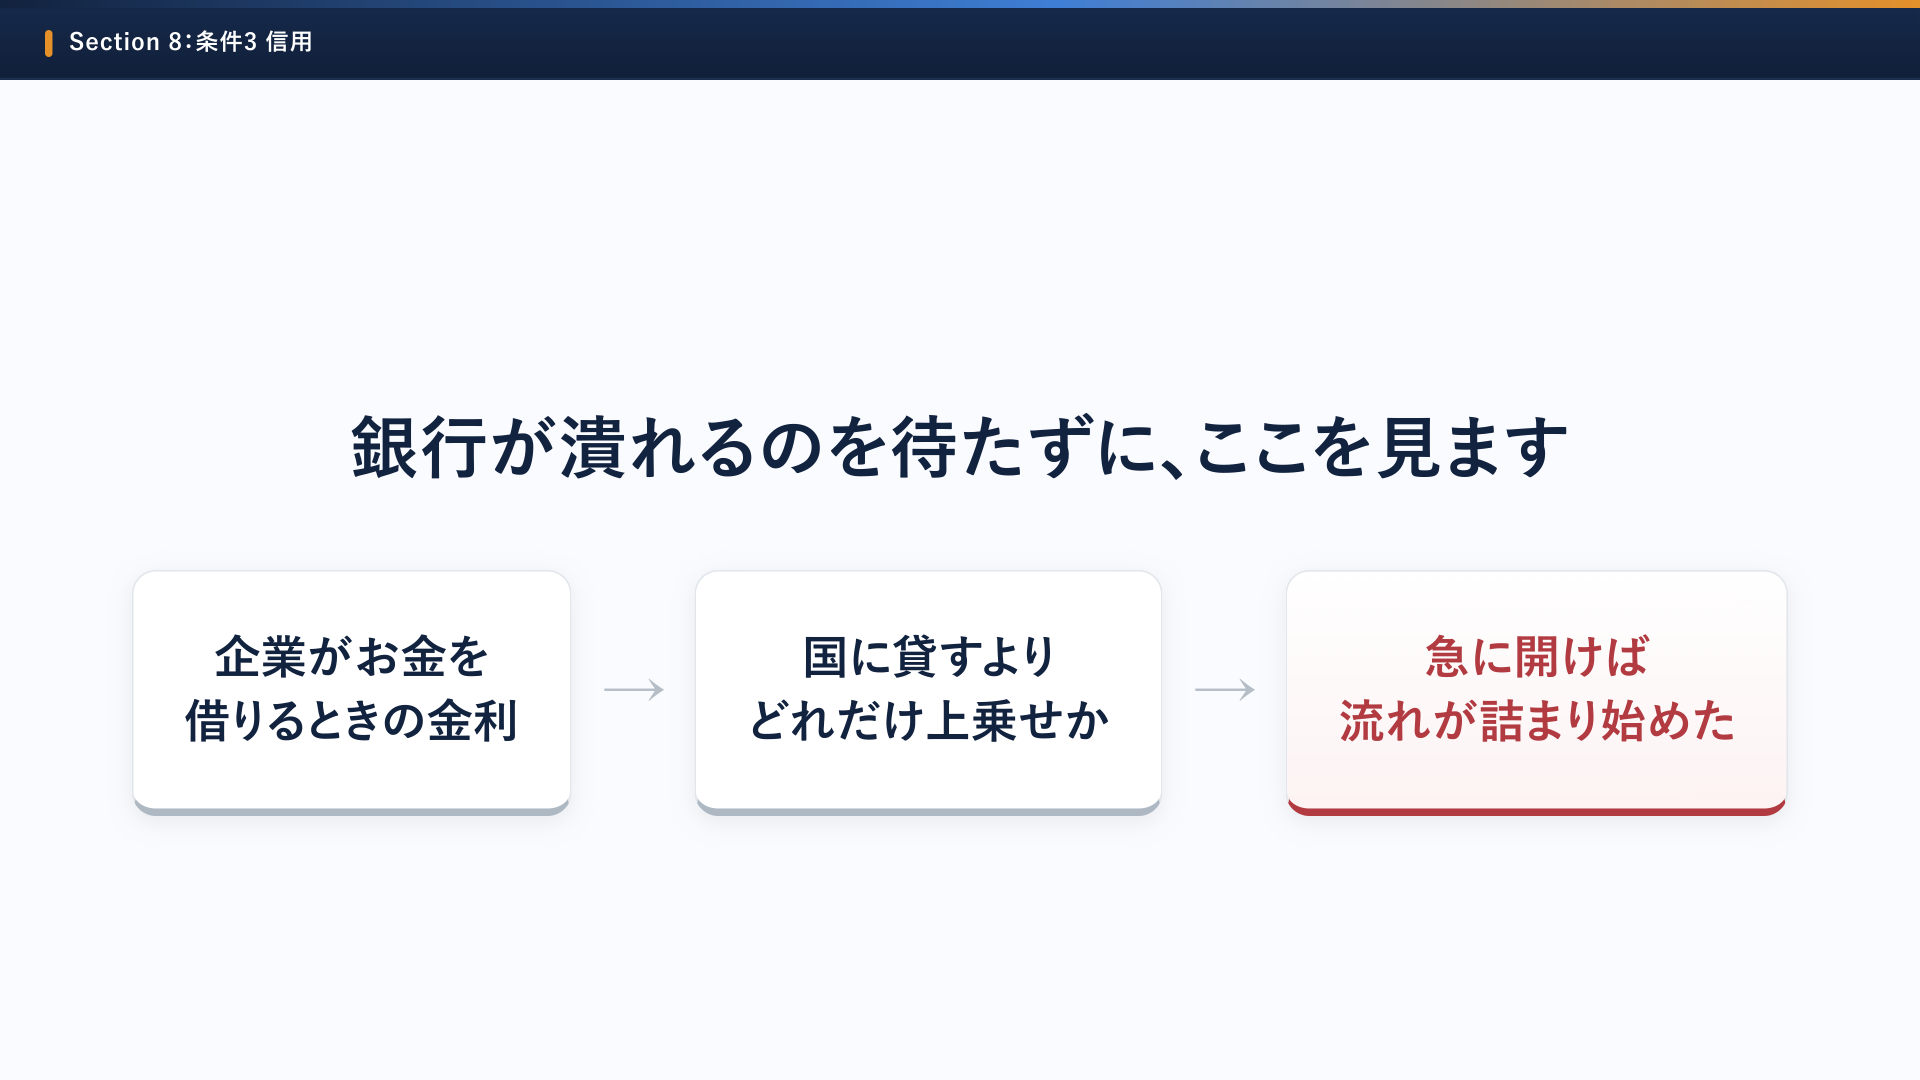 Section 8：条件3 信用
銀行が潰れるのを待たずに、ここを見ます
企業がお金を
借りるときの金利
→
国に貸すより
どれだけ上乗せか
→
急に開けば
流れが詰まり始めた